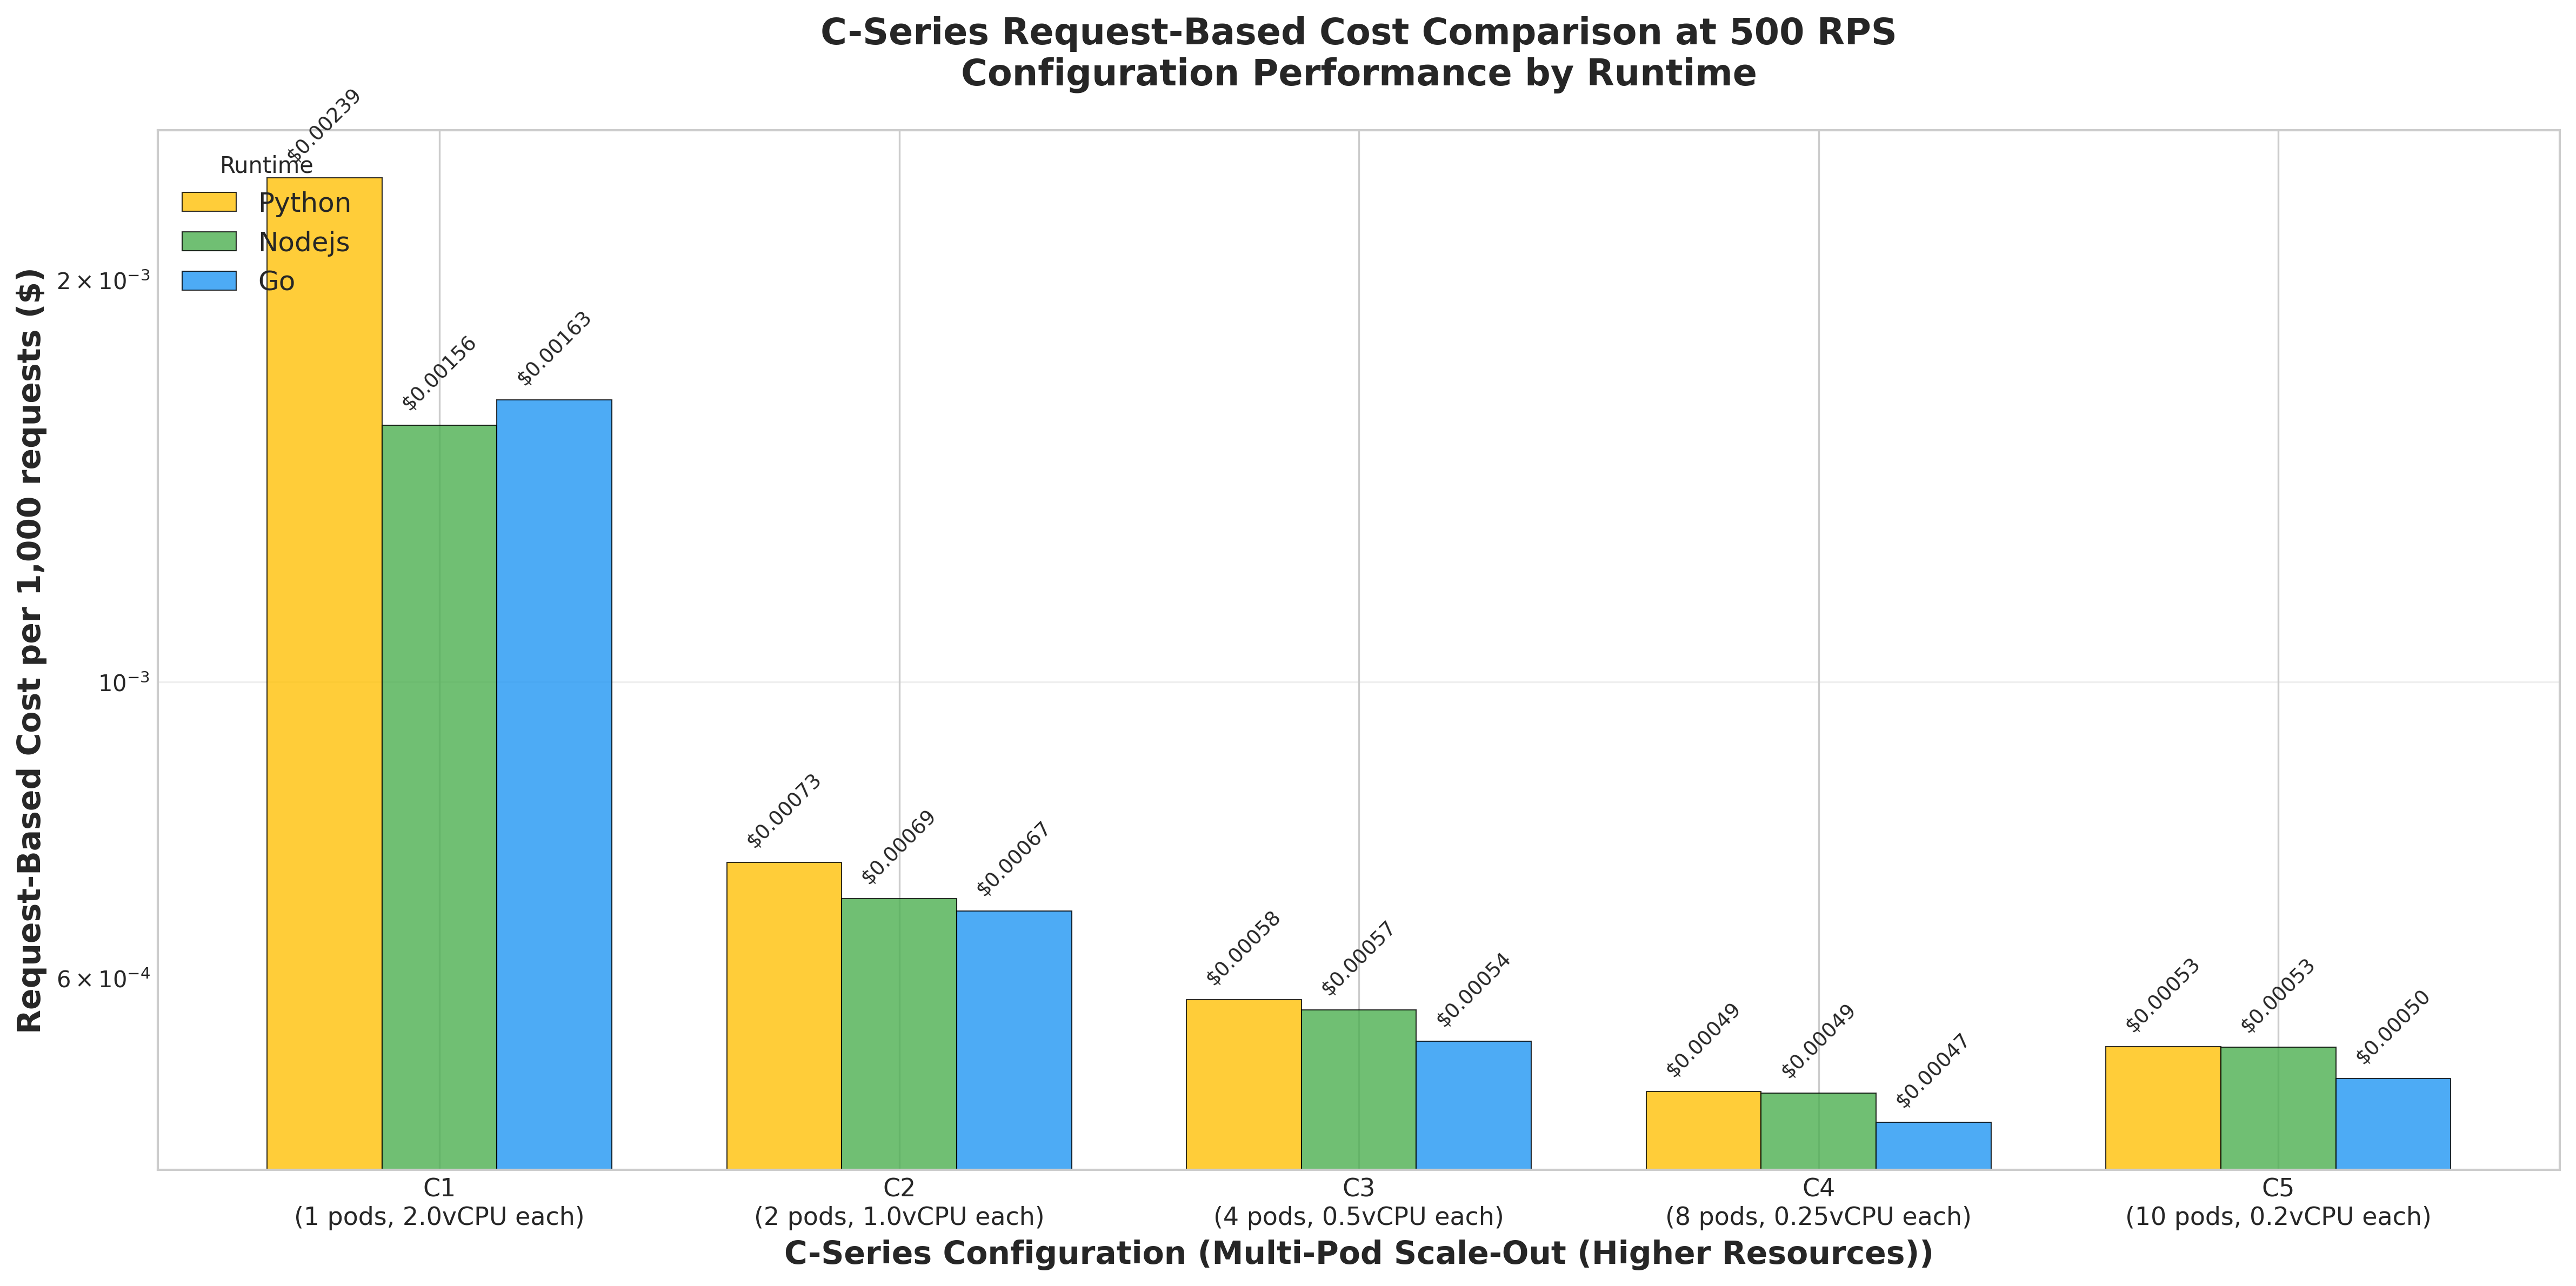 C-Series Request-Based Cost Comparison at 500 RPS
Configuration Performance by Runtime
Request-Based Cost per 1,000 requests ($)
2 × 10⁻³
10⁻³
6 × 10⁻⁴
Runtime
Python
Nodejs
Go
$0.00239
$0.00156
$0.00163
$0.00073
$0.00069
$0.00067
$0.00058
$0.00057
$0.00054
$0.00049
$0.00049
$0.00047
$0.00053
$0.00053
$0.00050
C1
(1 pods, 2.0vCPU each)
C2
(2 pods, 1.0vCPU each)
C3
(4 pods, 0.5vCPU each)
C4
(8 pods, 0.25vCPU each)
C5
(10 pods, 0.2vCPU each)
C-Series Configuration (Multi-Pod Scale-Out (Higher Resources))